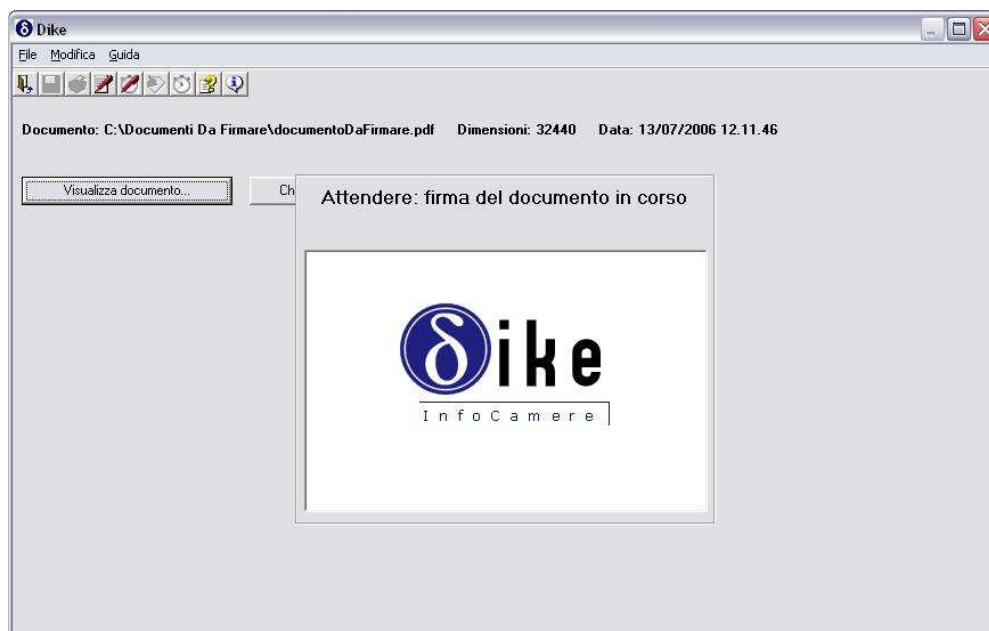 Dike
File Modifica Guida
Documento: C:\Documenti Da Firmare\documentoDaFirmare.pdf Dimensioni: 32440 Data: 13/07/2006 12.11.46
Visualizza documento... Ch
Attendere: firma del documento in corso
δike
InfoCamere